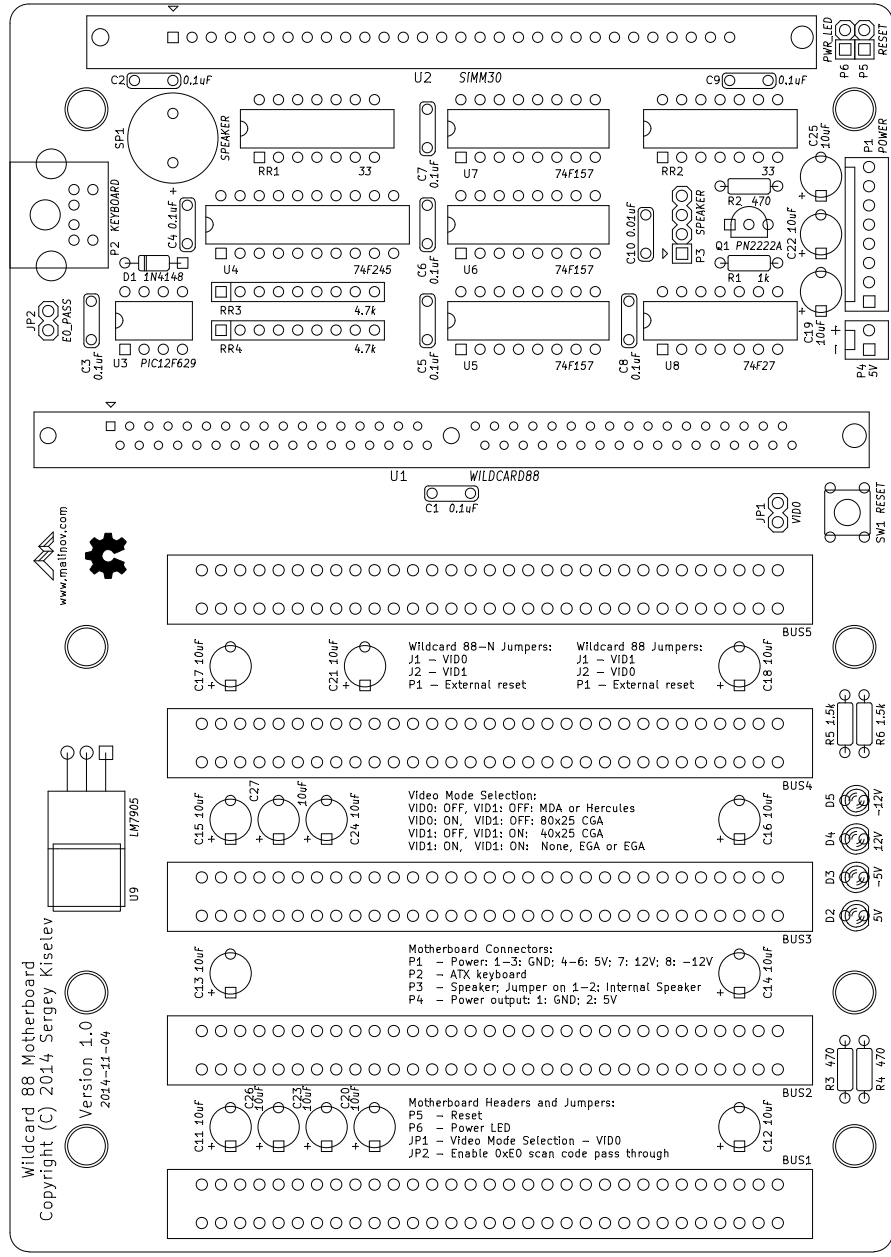 U2 SIMM30
PWR_LED
P6
RESET
P5
C2 0.1uF
C9 0.1uF
SP1
SPEAKER
RR1 33
C7 0.1uF
U7 74F157
RR2 33
C25 10uF
P1 POWER
P2 KEYBOARD
C4 0.1uF
U4 74F245
C6 0.1uF
U6 74F157
C10 0.01uF
P3 SPEAKER
R2 470
Q1 PN2222A
R1 1k
C22 10uF
C19 10uF
D1 1N4148
JP2 E0_PASS
C3 0.1uF
U3 PIC12F629
RR3 4.7k
RR4 4.7k
C5 0.1uF
U5 74F157
C8 0.1uF
U8 74F27
P4 5V
U1 WILDCARD88
C1 0.1uF
JP1 VID0
SW1 RESET
www.malinov.com
BUS5
C17 10uF
C21 10uF
Wildcard 88-N Jumpers:
J1 - VID0
J2 - VID1
P1 - External reset
Wildcard 88 Jumpers:
J1 - VID1
J2 - VID0
P1 - External reset
C18 10uF
R5 1.5k
R6 1.5k
BUS4
LM7905
U9
C15 10uF
C27 10uF
C24 10uF
Video Mode Selection:
VID0: OFF, VID1: OFF: MDA or Hercules
VID0: ON, VID1: OFF: 80x25 CGA
VID1: OFF, VID1: ON: 40x25 CGA
VID1: ON, VID1: ON: None, EGA or EGA
C16 10uF
D5 -12V
D4 12V
D3 -5V
D2 5V
BUS3
C13 10uF
Motherboard Connectors:
P1 - Power: 1-3: GND; 4-6: 5V; 7: 12V; 8: -12V
P2 - ATX keyboard
P3 - Speaker; Jumper on 1-2: Internal Speaker
P4 - Power output: 1: GND; 2: 5V
C14 10uF
R3 470
R4 470
BUS2
C11 10uF
C26 10uF
C23 10uF
C20 10uF
Motherboard Headers and Jumpers:
P5 - Reset
P6 - Power LED
JP1 - Video Mode Selection - VID0
JP2 - Enable 0xE0 scan code pass through
C12 10uF
BUS1
Wildcard 88 Motherboard
Copyright (C) 2014 Sergey Kiselev
Version 1.0
2014-11-04